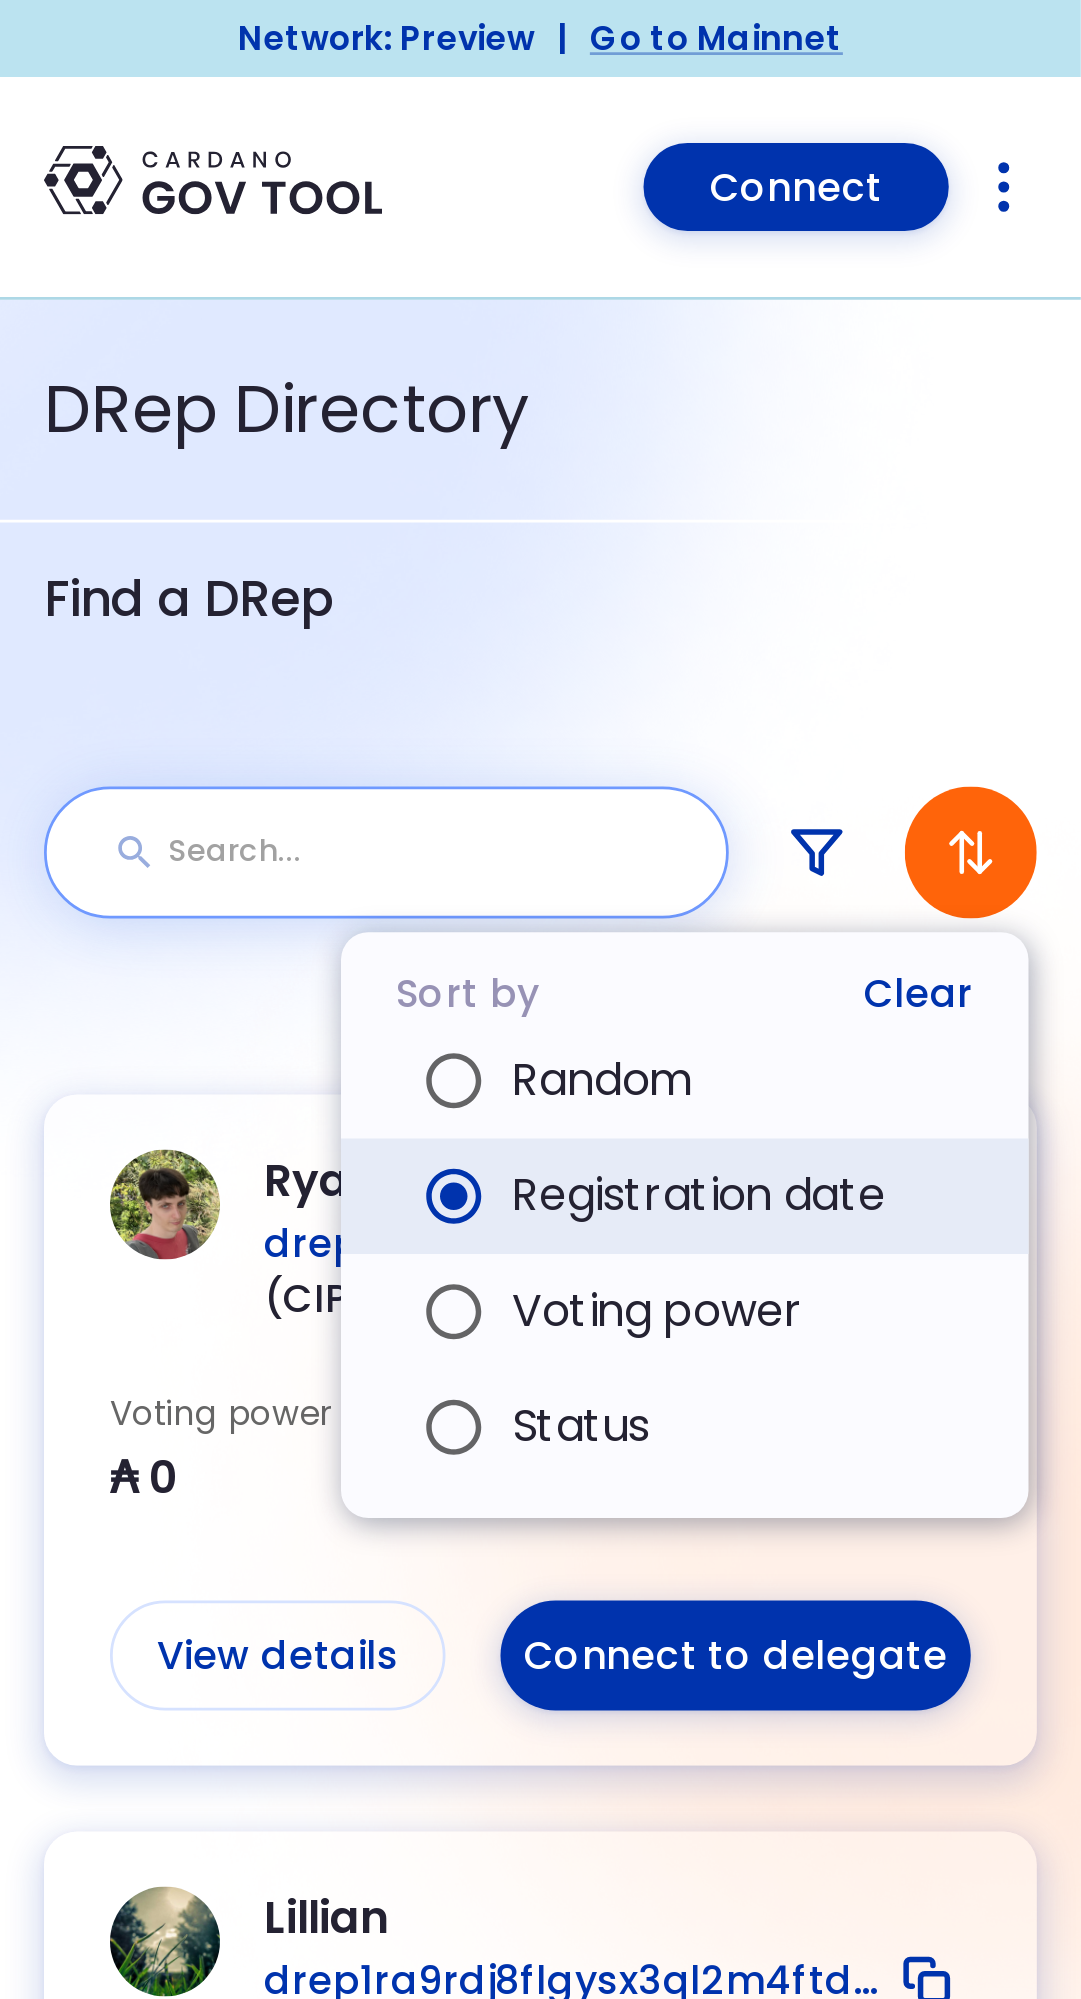 Network: Preview | Go to Mainnet
CARDANO
GOV TOOL
Connect
DRep Directory
Find a DRep
Search...
Sort by Clear
Random
Registration date
Voting power
Status
Rya
drep
(CIP
Voting power
₳ 0
View details
Connect to delegate
Lillian
drep1ra9rdj8flgysx3ql2m4ftd...